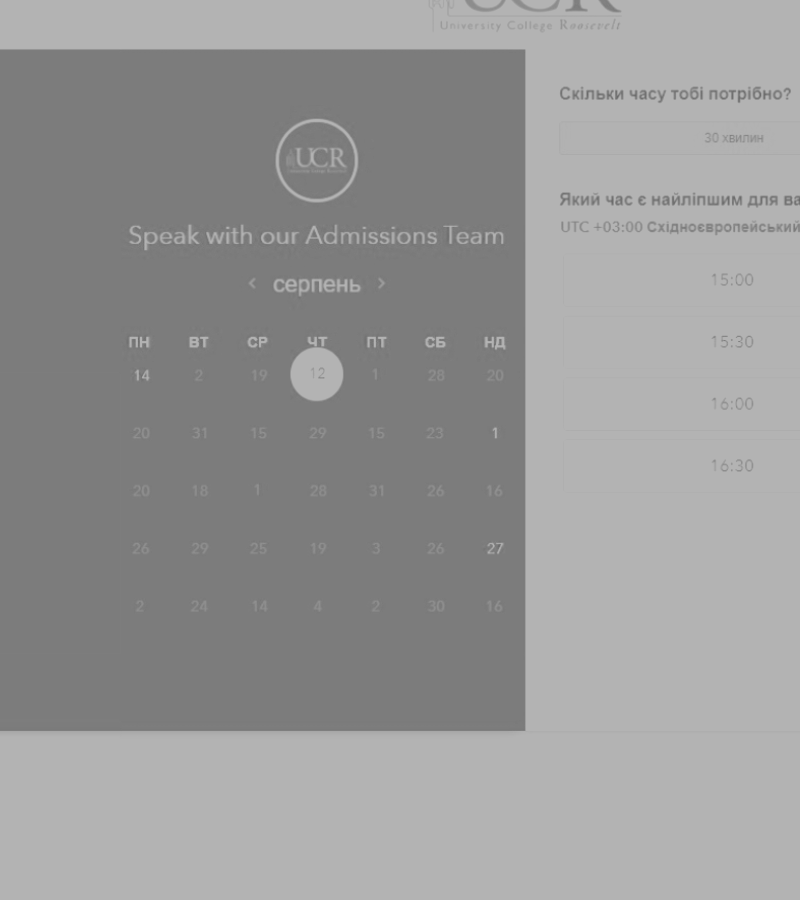 UCR
University College Roosevelt
Скільки часу тобі потрібно?
30 хвилин
UCR
Speak with our Admissions Team
Який час є найліпшим для ва
UTC +03:00 Східноєвропейський
< серпень >
15:00
15:30
16:00
16:30
ПН ВТ СР ЧТ ПТ СБ НД
14 2 19 12 1 28 20
20 31 15 29 15 23 1
20 18 1 28 31 26 16
26 29 25 19 3 26 27
2 24 14 4 2 30 16